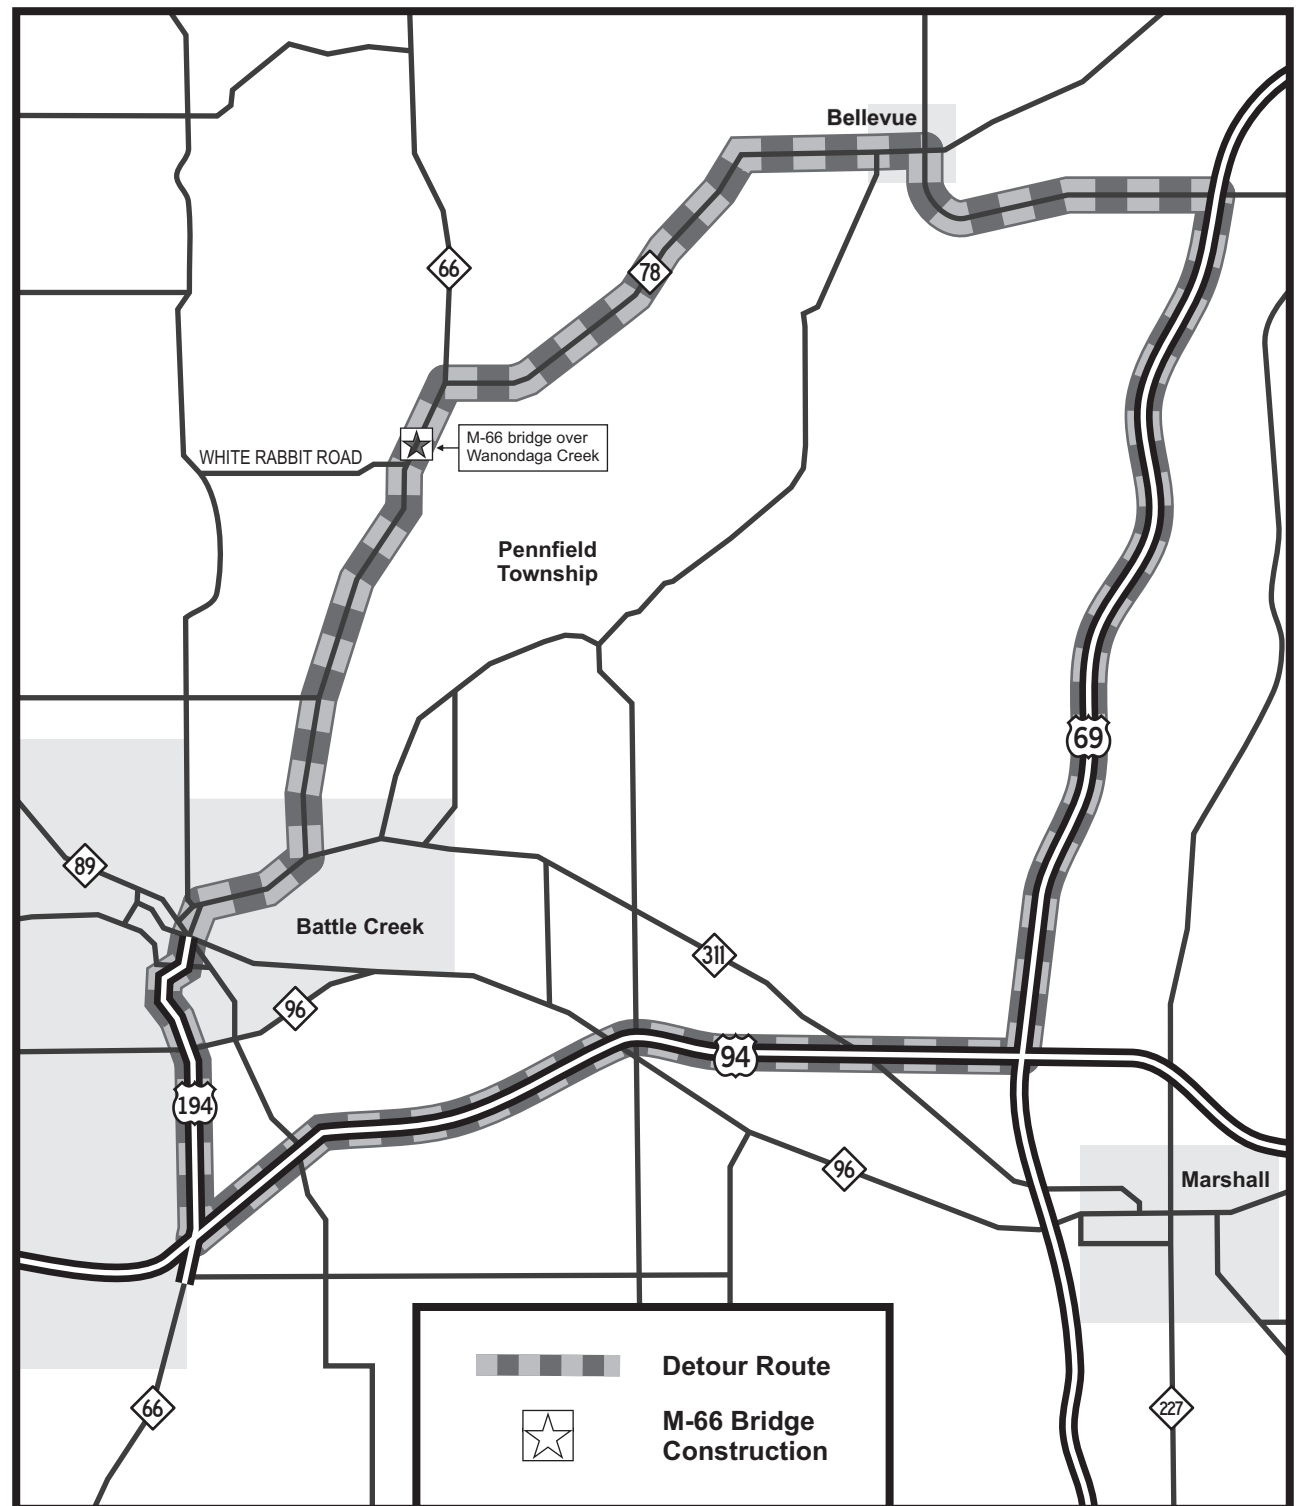 Bellevue
66
78
M-66 bridge over
Wanondaga Creek
WHITE RABBIT ROAD
Pennfield
Township
69
89
Battle Creek
311
96
94
194
96
Marshall
66
227
Detour Route
M-66 Bridge
Construction